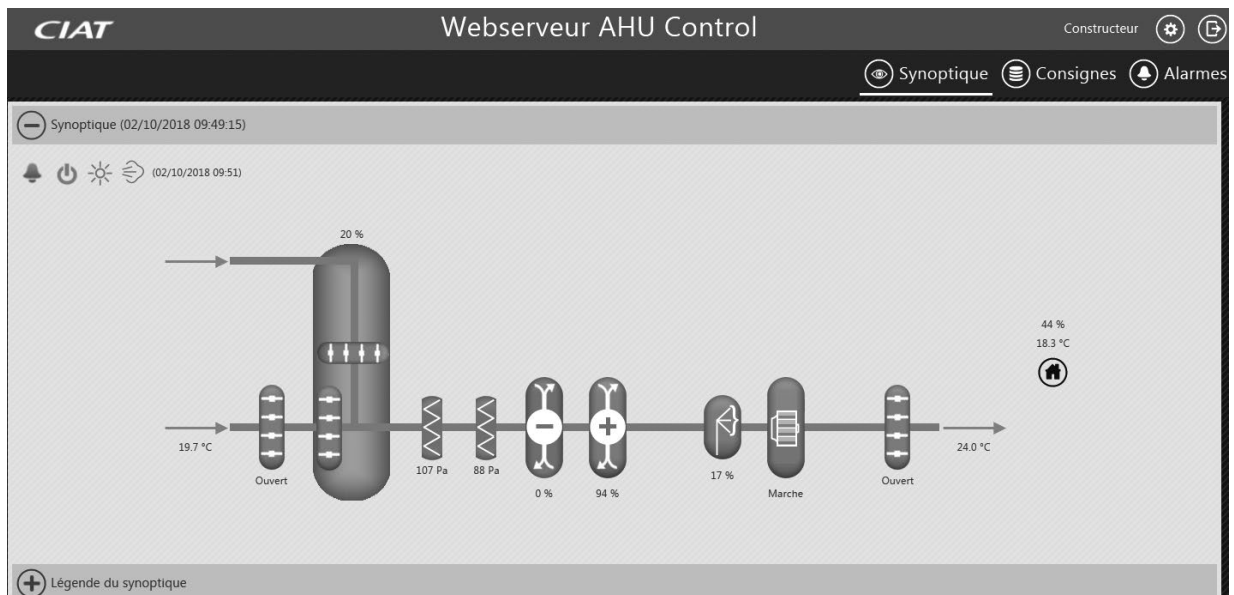 CIAT
Webserveur AHU Control
Constructeur
Synoptique
Consignes
Alarmes
Synoptique (02/10/2018 09:49:15)
(02/10/2018 09:51)
20 %
44 %
18.3 °C
19.7 °C
Ouvert
107 Pa
88 Pa
0 %
94 %
17 %
Marche
Ouvert
24.0 °C
Légende du synoptique